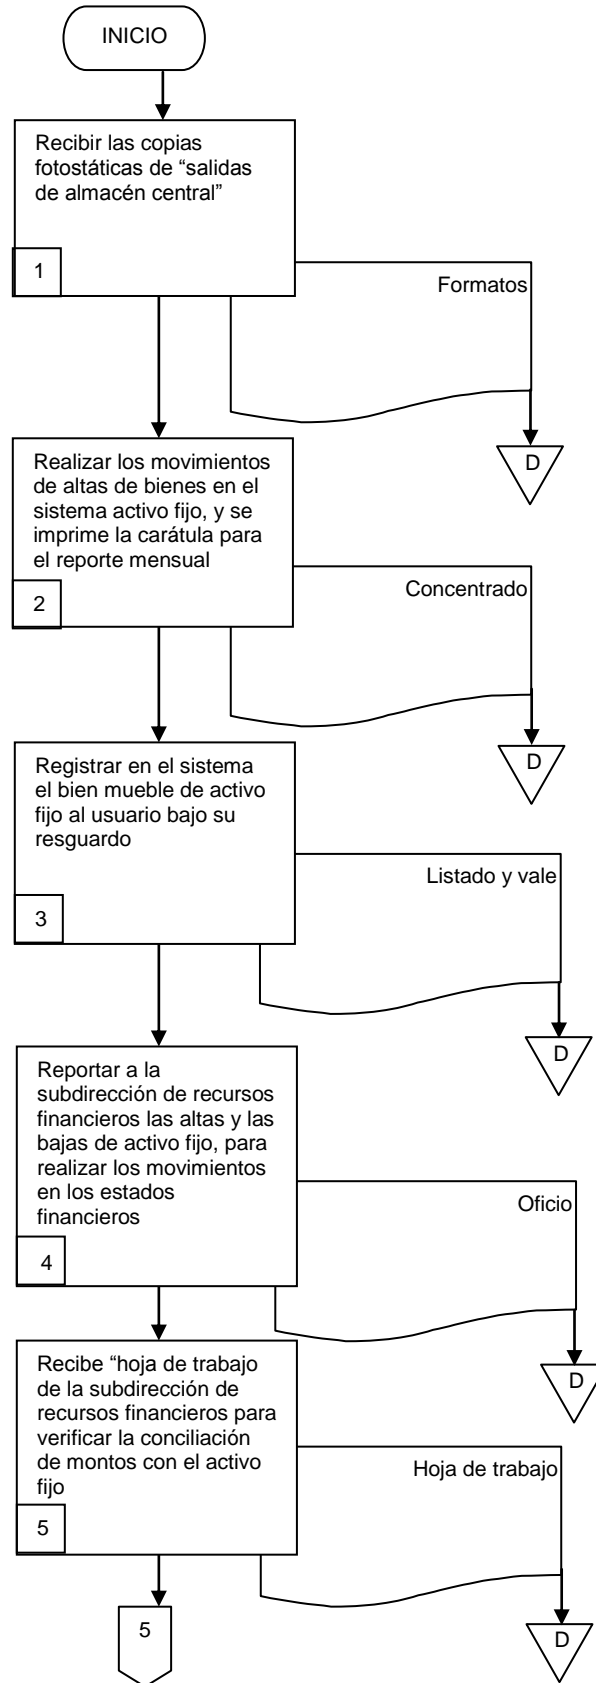 INICIO
Recibir las copias
fotostáticas de “salidas
de almacén central”
1
Formatos
D
Realizar los movimientos
de altas de bienes en el
sistema activo fijo, y se
imprime la carátula para
el reporte mensual
2
Concentrado
D
Registrar en el sistema
el bien mueble de activo
fijo al usuario bajo su
resguardo
3
Listado y vale
D
Reportar a la
subdirección de recursos
financieros las altas y las
bajas de activo fijo, para
realizar los movimientos
en los estados
financieros
4
Oficio
D
Recibe “hoja de trabajo
de la subdirección de
recursos financieros para
verificar la conciliación
de montos con el activo
fijo
5
Hoja de trabajo
D
5